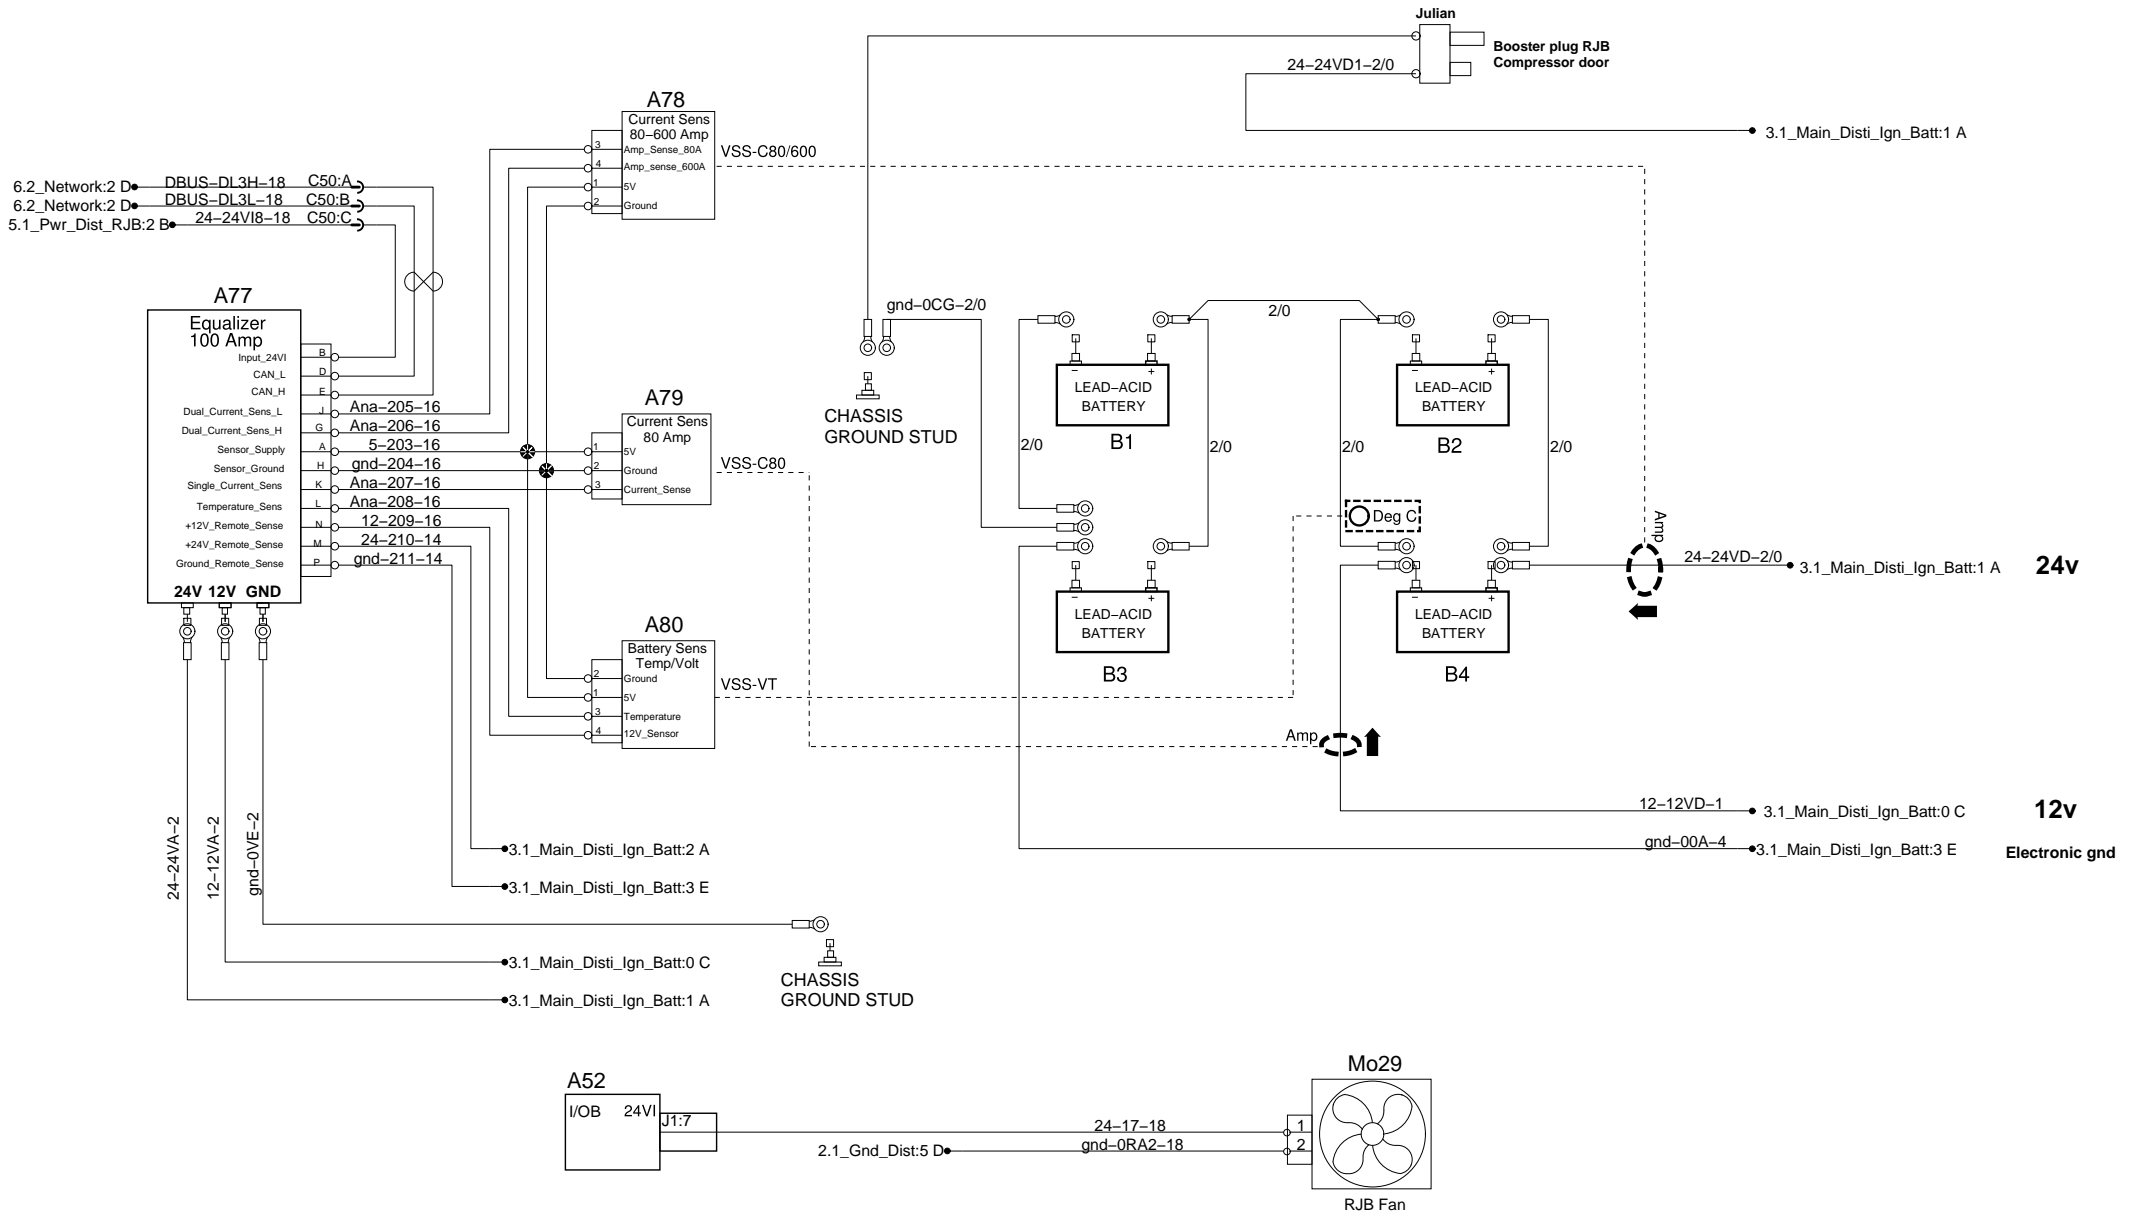 Julian
Booster plug RJB
Compressor door
24-24VD1-2/0
3.1_Main_Disti_Ign_Batt:1 A
A78
Current Sens
80-600 Amp
3 Amp_Sense_80A
4 Amp_sense_600A
1 5V
2 Ground
VSS-C80/600
6.2_Network:2 D DBUS-DL3H-18 C50:A
6.2_Network:2 D DBUS-DL3L-18 C50:B
5.1_Pwr_Dist_RJB:2 B 24-24VI8-18 C50:C
A77
Equalizer
100 Amp
Input_24VI B
CAN_L D
CAN_H E
Dual_Current_Sens_L J Ana-205-16
Dual_Current_Sens_H G Ana-206-16
Sensor_Supply A 5-203-16
Sensor_Ground H gnd-204-16
Single_Current_Sens K Ana-207-16
Temperature_Sens L Ana-208-16
+12V_Remote_Sense N 12-209-16
+24V_Remote_Sense M 24-210-14
Ground_Remote_Sense P gnd-211-14
24V 12V GND
24-24VA-2
12-12VA-2
gnd-0VE-2
A79
Current Sens
80 Amp
1 5V
2 Ground
3 Current_Sense
VSS-C80
A80
Battery Sens
Temp/Volt
2 Ground
1 5V
3 Temperature
4 12V_Sensor
VSS-VT
gnd-0CG-2/0
CHASSIS
GROUND STUD
2/0
- +
LEAD-ACID
BATTERY
B1
- +
LEAD-ACID
BATTERY
B2
2/0
2/0
2/0
2/0
Deg C
- +
LEAD-ACID
BATTERY
B3
- +
LEAD-ACID
BATTERY
B4
Amp
24-24VD-2/0
3.1_Main_Disti_Ign_Batt:1 A
24v
Amp
12-12VD-1
3.1_Main_Disti_Ign_Batt:0 C
12v
gnd-00A-4
3.1_Main_Disti_Ign_Batt:3 E
Electronic gnd
3.1_Main_Disti_Ign_Batt:2 A
3.1_Main_Disti_Ign_Batt:3 E
3.1_Main_Disti_Ign_Batt:0 C
3.1_Main_Disti_Ign_Batt:1 A
CHASSIS
GROUND STUD
A52
I/OB 24VI
J1:7
24-17-18
2.1_Gnd_Dist:5 D
gnd-0RA2-18
Mo29
1
2
RJB Fan